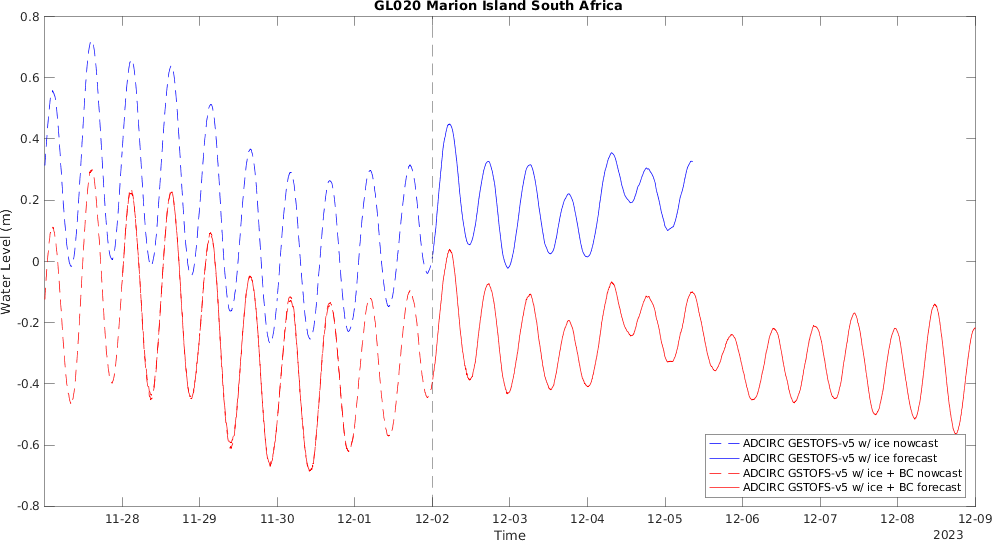 GL020 Marion Island South Africa
0.8
0.6
0.4
0.2
0
-0.2
-0.4
-0.6
-0.8
Water Level (m)
11-28 11-29 11-30 12-01 12-02 12-03 12-04 12-05 12-06 12-07 12-08 12-09
Time
2023
ADCIRC GESTOFS-v5 w/ ice nowcast
ADCIRC GESTOFS-v5 w/ ice forecast
ADCIRC GSTOFS-v5 w/ ice + BC nowcast
ADCIRC GSTOFS-v5 w/ ice + BC forecast